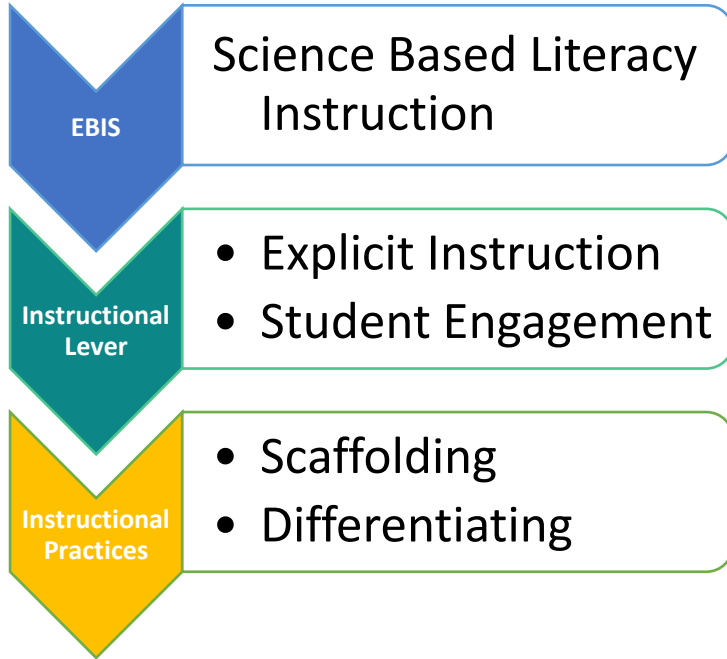 EBIS
Science Based Literacy
Instruction
Instructional
Lever
• Explicit Instruction
• Student Engagement
Instructional
Practices
• Scaffolding
• Differentiating